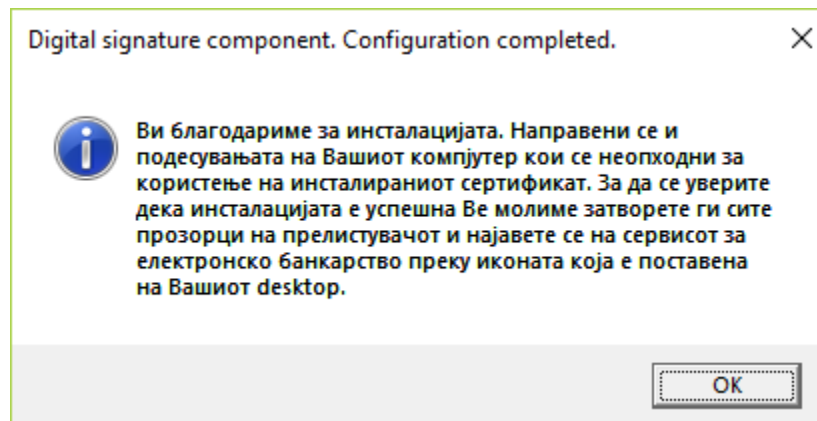 Digital signature component. Configuration completed.
Ви благодариме за инсталацијата. Направени се и
подесувањата на Вашиот компјутер кои се неопходни за
користење на инсталираниот сертификат. За да се уверите
дека инсталацијата е успешна Ве молиме затворете ги сите
прозорци на прелистувачот и најавете се на сервисот за
електронско банкарство преку иконата која е поставена
на Вашиот desktop.
OK